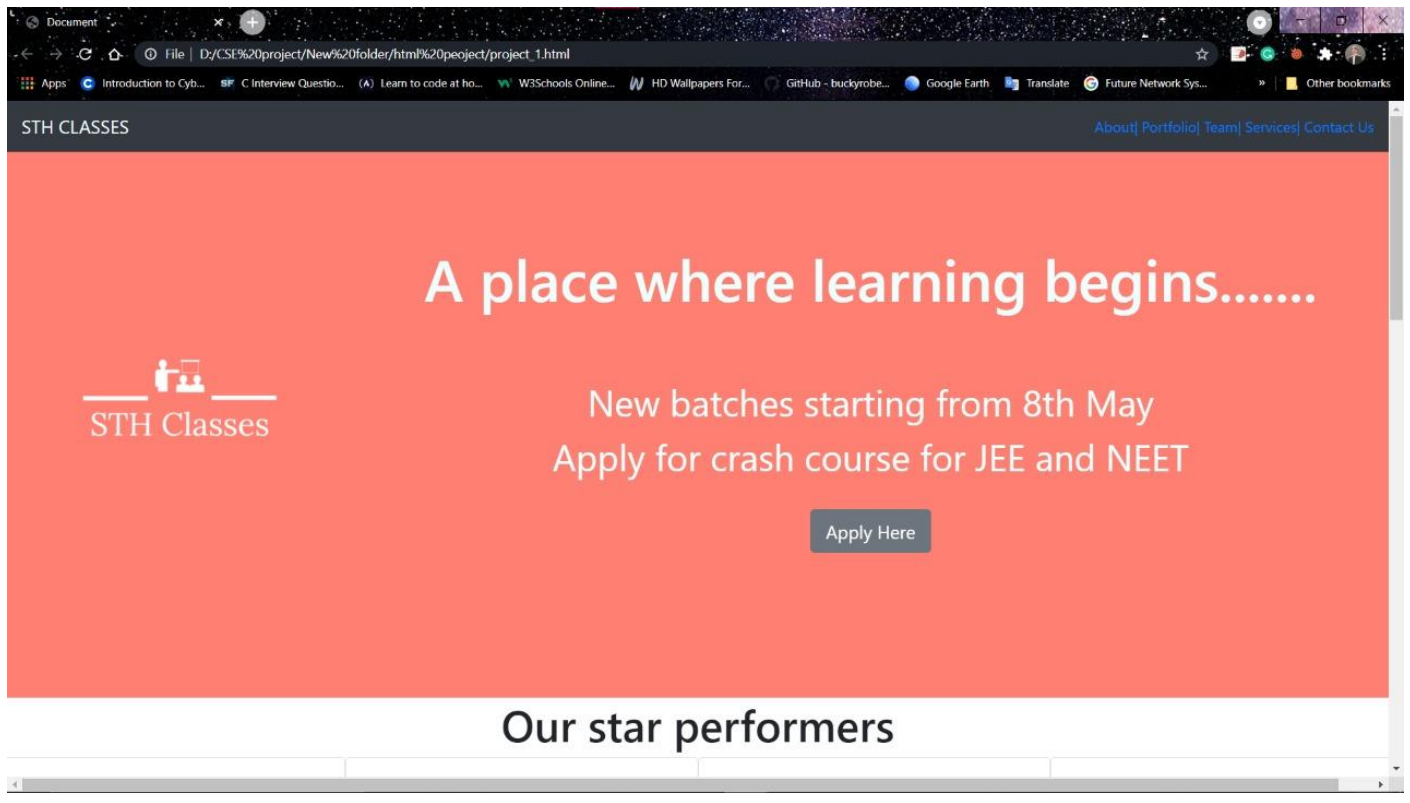 Document
File | D:/CSE%20project/New%20folder/html%20peoject/project_1.html
Apps Introduction to Cyb... SF C Interview Questio... (A) Learn to code at ho... W3Schools Online... HD Wallpapers For... GitHub - buckyrobe... Google Earth Translate Future Network Sys... » Other bookmarks
STH CLASSES About| Portfolio| Team| Services| Contact Us
A place where learning begins.......
STH Classes
New batches starting from 8th May
Apply for crash course for JEE and NEET
Apply Here
Our star performers